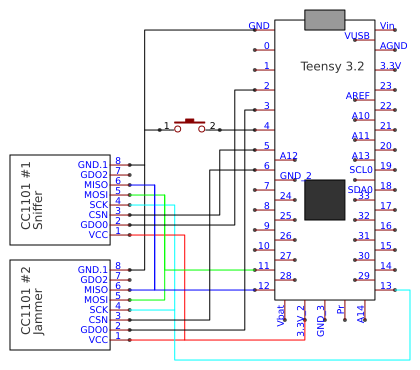 GND
0
1
2
3
4
5
6
7
8
9
10
11
12
VUSB
Teensy 3.2
AREF
A10
A11
A12
A13
GND_2
SCL0
SDA0
24
25
26
27
28
33
32
31
30
29
Vin
AGND
3.3V
23
22
21
20
19
18
17
16
15
14
13
Vbat
3.3V_2
GND_3
Pr
A14
1
2
CC1101 #1
Sniffer
GND.1 8
GDO2 7
MISO 6
MOSI 5
SCK 4
CSN 3
GDO0 2
VCC 1
CC1101 #2
Jammer
GND.1 8
GDO2 7
MISO 6
MOSI 5
SCK 4
CSN 3
GDO0 2
VCC 1